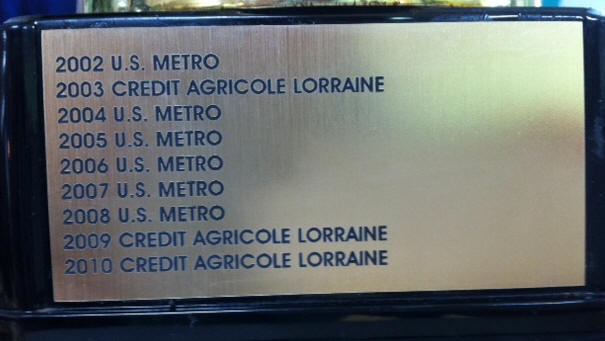 2002 U.S. METRO
2003 CREDIT AGRICOLE LORRAINE
2004 U.S. METRO
2005 U.S. METRO
2006 U.S. METRO
2007 U.S. METRO
2008 U.S. METRO
2009 CREDIT AGRICOLE LORRAINE
2010 CREDIT AGRICOLE LORRAINE